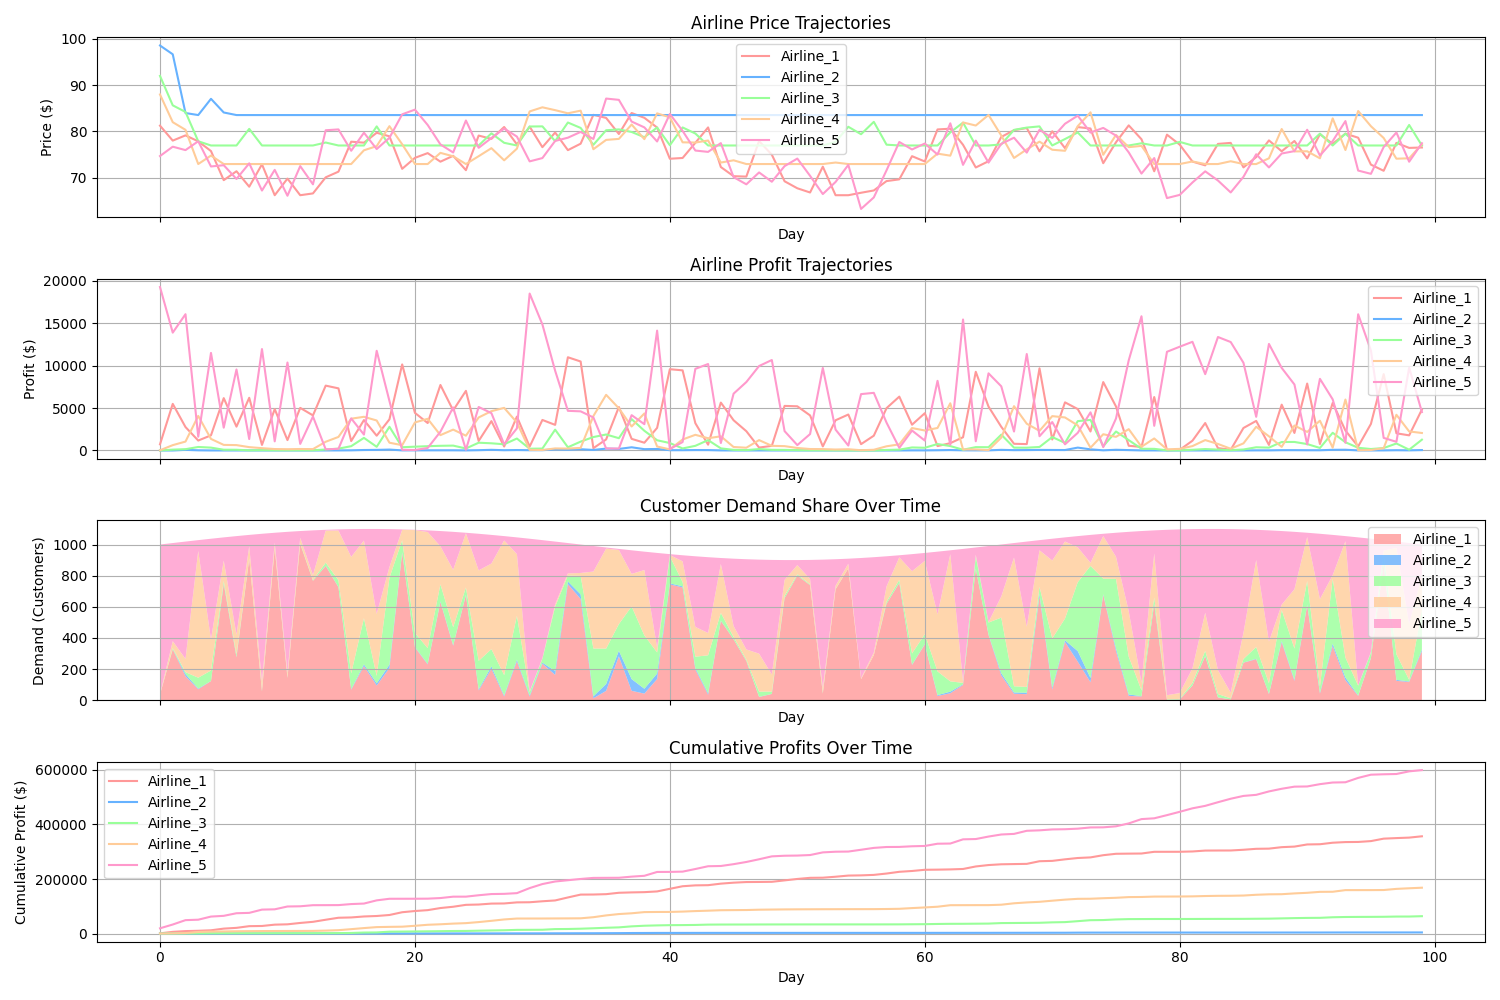 Airline Price Trajectories
100
90
80
70
Price ($)
Airline_1
Airline_2
Airline_3
Airline_4
Airline_5
Day
Airline Profit Trajectories
20000
15000
10000
5000
0
Profit ($)
Airline_1
Airline_2
Airline_3
Airline_4
Airline_5
Day
Customer Demand Share Over Time
1000
800
600
400
200
0
Demand (Customers)
Airline_1
Airline_2
Airline_3
Airline_4
Airline_5
Day
Cumulative Profits Over Time
600000
400000
200000
0
Cumulative Profit ($)
Airline_1
Airline_2
Airline_3
Airline_4
Airline_5
0 20 40 60 80 100
Day